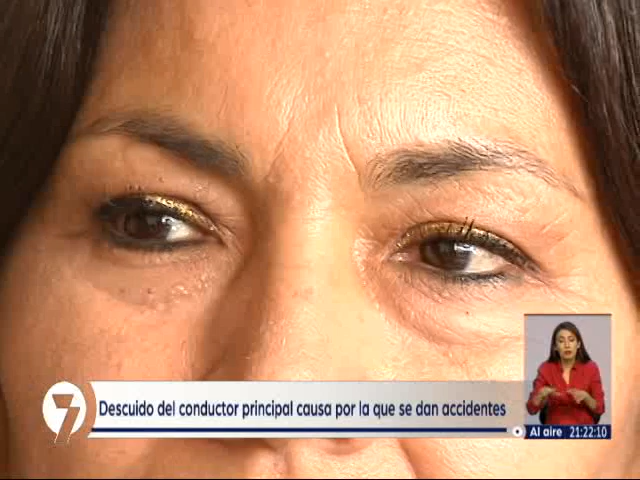 7
Descuido del conductor principal causa por la que se dan accidentes
Al aire 21:22:10